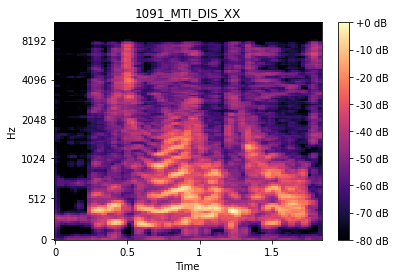 1091_MTI_DIS_XX
8192
4096
2048
1024
512
0
Hz
0
0.5
1
1.5
Time
+0 dB
-10 dB
-20 dB
-30 dB
-40 dB
-50 dB
-60 dB
-70 dB
-80 dB